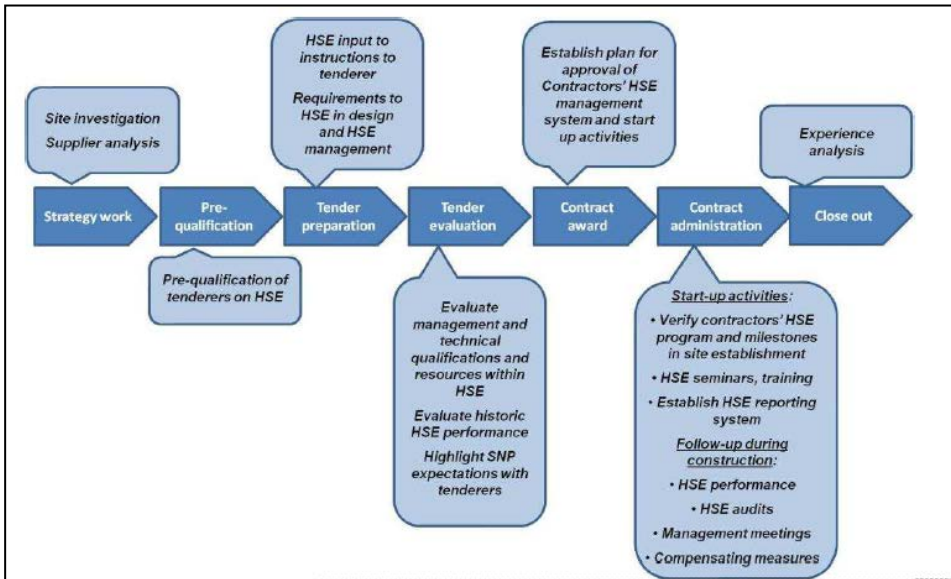 Site investigation
Supplier analysis
HSE input to
instructions to
tenderer
Requirements to
HSE in design
and HSE
management
Establish plan for
approval of
Contractors' HSE
management
system and start
up activities
Experience
analysis
Strategy work
Pre-
qualification
Tender
preparation
Tender
evaluation
Contract
award
Contract
administration
Close out
Pre-qualification of
tenderers on HSE
Evaluate
management and
technical
qualifications and
resources within
HSE
Evaluate historic
HSE performance
Highlight SNP
expectations with
tenderers
Start-up activities:
• Verify contractors' HSE
program and milestones
in site establishment
• HSE seminars, training
• Establish HSE reporting
system
Follow-up during
construction:
• HSE performance
• HSE audits
• Management meetings
• Compensating measures